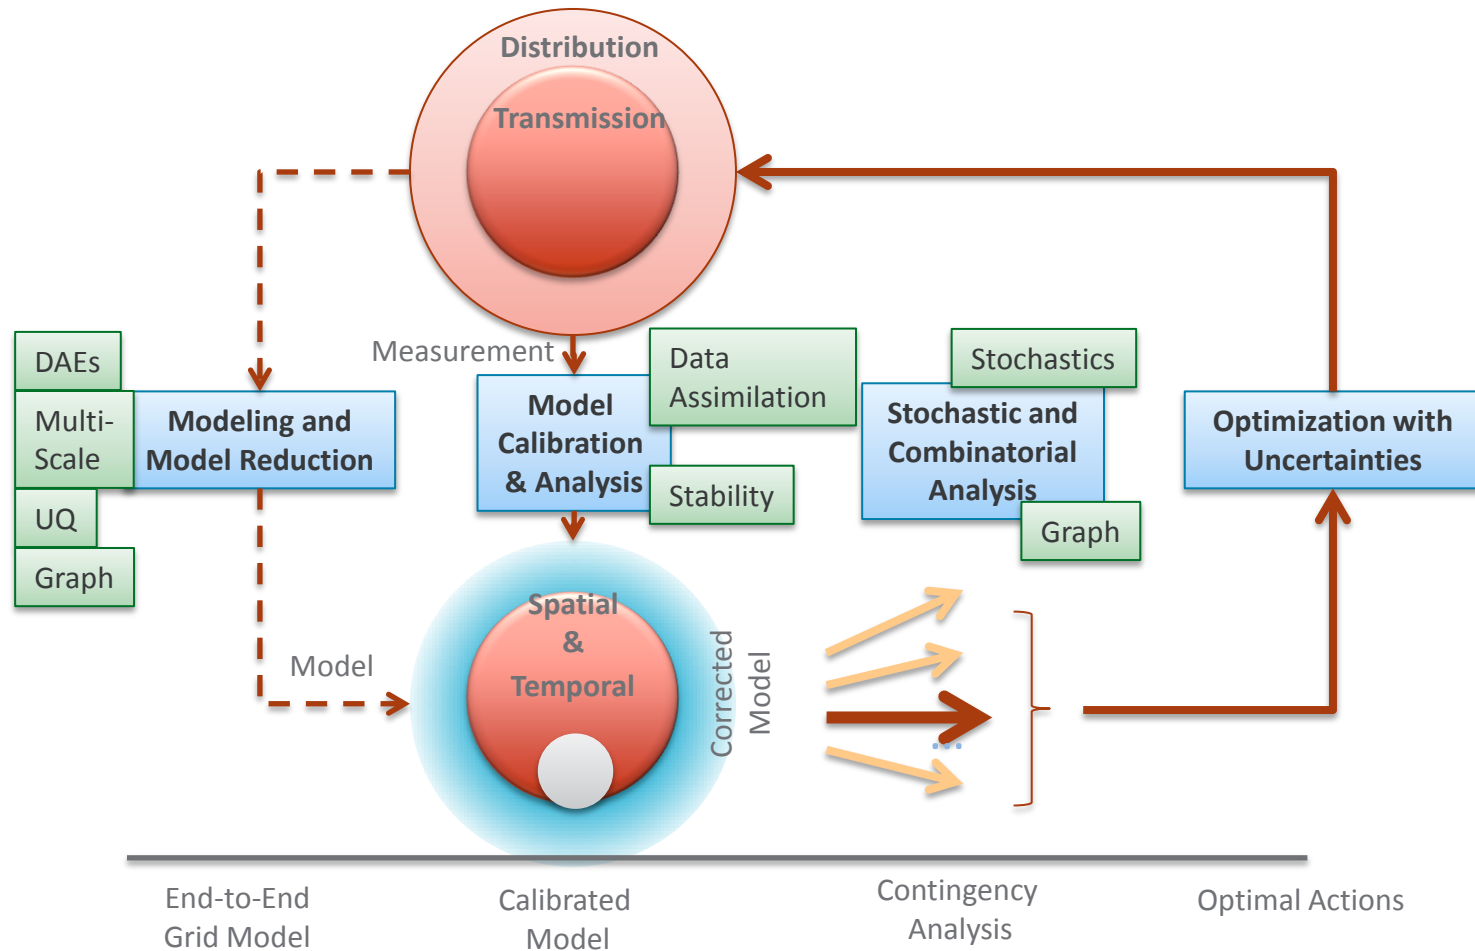 Distribution
Transmission
Measurement
DAEs
Multi-
Scale
UQ
Graph
Modeling and
Model Reduction
Model
Calibration
& Analysis
Data
Assimilation
Stability
Stochastics
Stochastic and
Combinatorial
Analysis
Graph
Optimization with
Uncertainties
Model
Spatial
&
Temporal
Corrected
Model
...
End-to-End
Grid Model
Calibrated
Model
Contingency
Analysis
Optimal Actions